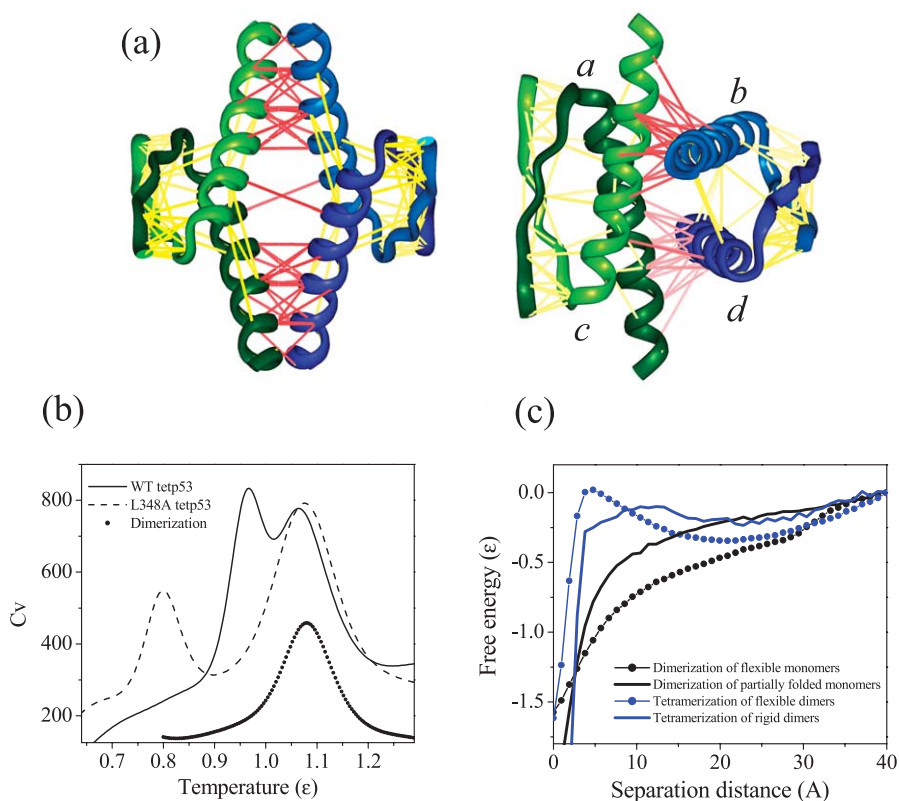 (a)
a
b
c
d
(b)
Cv
800
600
400
200
WT tetp53
L348A tetp53
Dimerization
0.7 0.8 0.9 1.0 1.1 1.2
Temperature (ε)
(c)
Free energy (ε)
0.0
-0.5
-1.0
-1.5
Dimerization of flexible monomers
Dimerization of partially folded monomers
Tetramerization of flexible dimers
Tetramerization of rigid dimers
0 10 20 30 40
Separation distance (A)